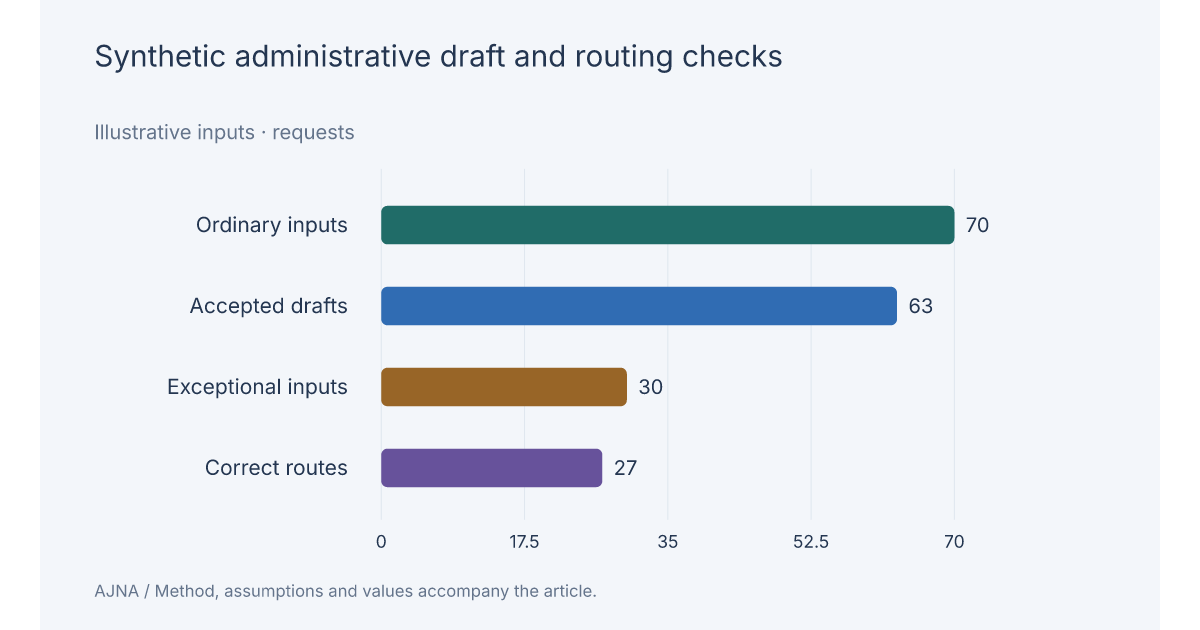 Synthetic administrative draft and routing checks
Illustrative inputs · requests
Ordinary inputs 70
Accepted drafts 63
Exceptional inputs 30
Correct routes 27
0 17.5 35 52.5 70
AJNA / Method, assumptions and values accompany the article.